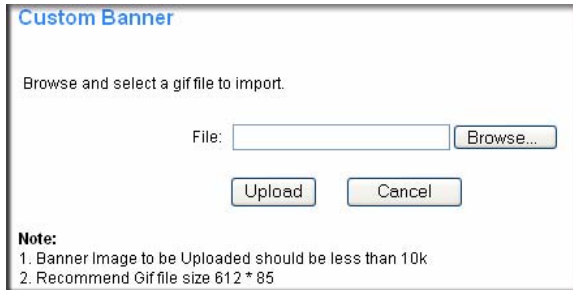 Custom Banner
Browse and select a gif file to import.
File: Browse...
Upload Cancel
Note:
1. Banner Image to be Uploaded should be less than 10k
2. Recommend Gif file size 612 * 85